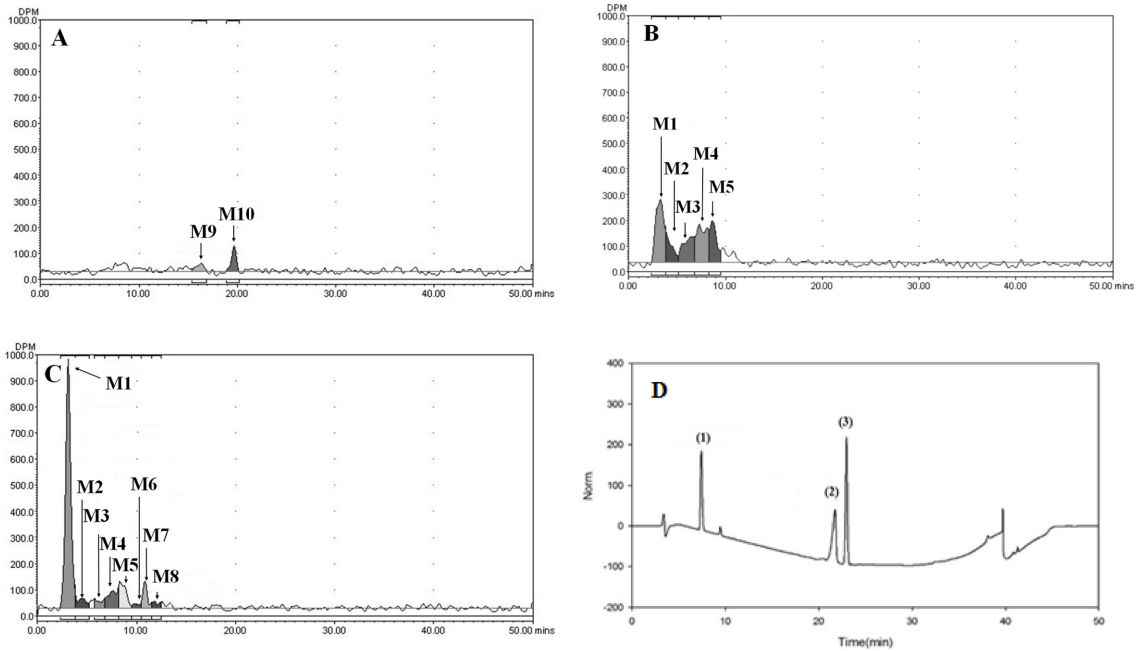 DPM
1000.0
A
900.0
800.0
700.0
600.0
500.0
400.0
300.0
200.0
M9
M10
100.0
0.0
0.00
10.00
20.00
30.00
40.00
50.00 mins
DPM
1000.0
B
900.0
800.0
700.0
600.0
500.0
400.0
300.0
200.0
100.0
0.0
M1
M2
M3
M4
M5
0.00
10.00
20.00
30.00
40.00
50.00 mins
DPM
1000.0
C
900.0
800.0
700.0
600.0
500.0
400.0
300.0
200.0
100.0
0.0
M1
M2
M3
M4
M5
M6
M7
M8
0.00
10.00
20.00
30.00
40.00
50.00 mins
D
400
300
200
100
0
-100
-200
Norm.
(1)
(2)
(3)
0
10
20
30
40
50
Time(min)